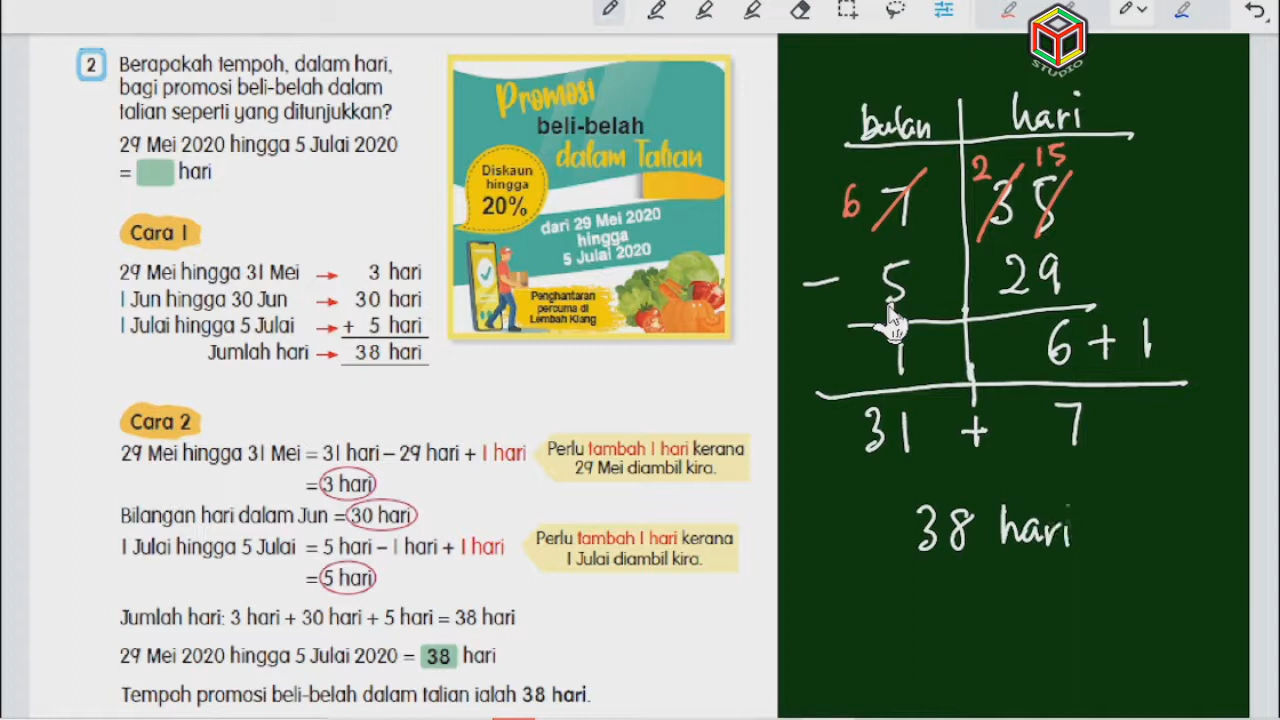 STUDIO
2 Berapakah tempoh, dalam hari,
bagi promosi beli-belah dalam
talian seperti yang ditunjukkan?
29 Mei 2020 hingga 5 Julai 2020
= hari
Promosi
beli-belah
dalam Talian
Diskaun
hingga
20%
dari 29 Mei 2020
hingga
5 Julai 2020
Penghantaran
percuma di
Lembah Klang
Cara 1
29 Mei hingga 31 Mei → 3 hari
1 Jun hingga 30 Jun → 30 hari
1 Julai hingga 5 Julai → + 5 hari
Jumlah hari → 38 hari
Cara 2
29 Mei hingga 31 Mei = 31 hari – 29 hari + 1 hari
= 3 hari
Perlu tambah 1 hari kerana
29 Mei diambil kira.
Bilangan hari dalam Jun = 30 hari
1 Julai hingga 5 Julai = 5 hari – 1 hari + 1 hari
= 5 hari
Perlu tambah 1 hari kerana
1 Julai diambil kira.
Jumlah hari: 3 hari + 30 hari + 5 hari = 38 hari
29 Mei 2020 hingga 5 Julai 2020 = 38 hari
Tempoh promosi beli-belah dalam talian ialah 38 hari.
bulan hari
2 15
6 7 3 5
– 5 29
1 6 + 1
31 + 7
38 hari